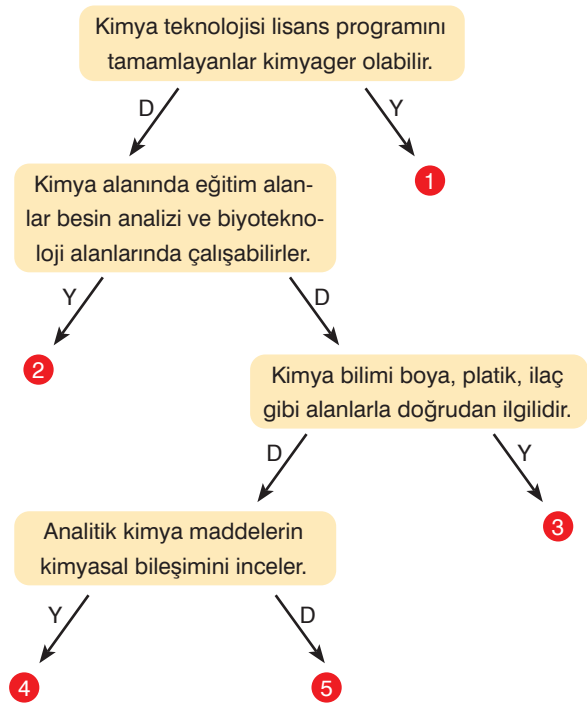 Kimya teknolojisi lisans programını
tamamlayanlar kimyager olabilir.
D
Y
Kimya alanında eğitim alan-
lar besin analizi ve biyotekno-
loji alanlarında çalışabilirler.
1
Y
D
2
Kimya bilimi boya, platik, ilaç
gibi alanlarla doğrudan ilgilidir.
D
Y
Analitik kimya maddelerin
kimyasal bileşimini inceler.
3
Y
D
4
5